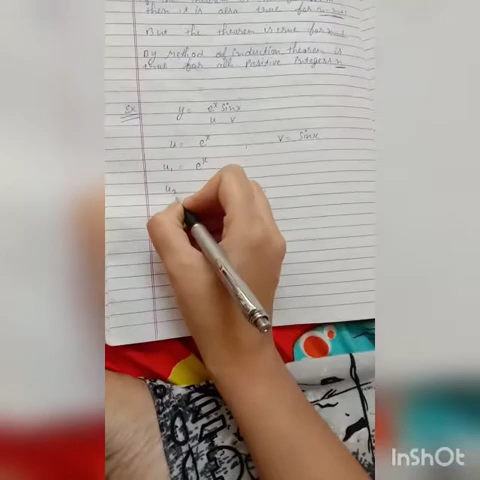 then it is also true for n=m+1
But the theorem is true for n=1
By method of induction theorem is
true for all positive integers n
Ex y = e^x sinx
u v
u = e^x , v = sinx
u₁ = e^x
u₂
InShOt